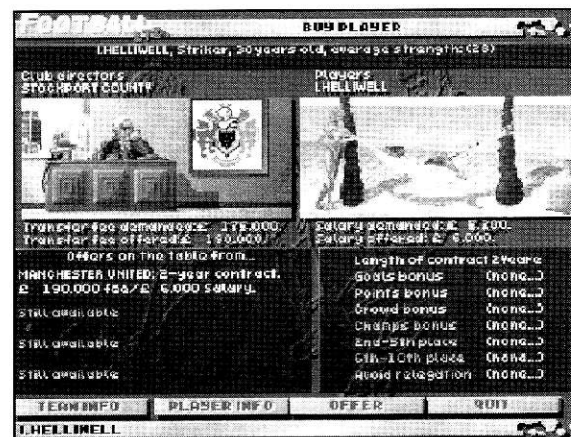 FOOTBALL
BUY PLAYER
I.HELLIWELL, Striker, 30 years old, average strength: (28)
Club directors
STOCKPORT COUNTY
Players
I.HELLIWELL
Transfer fee demanded: £ 175.000.
Transfer fee offered: £ 190.000.
Salary demanded: £
Salary offered: £ 6.000.
Offers on the table from...
MANCHESTER UNITED: 2-year contract.
£ 190.000 fee/£ 6.000 salary.
Still available
Still available
Still available
Length of contract 2Years
Goals bonus (none...)
Points bonus (none...)
Crowd bonus (none...)
Champs bonus (none...)
End-5th place (none...)
6th-10th place (none...)
Avoid relegation (none...)
TEAM INFO
PLAYER INFO
OFFER
QUIT
I.HELLIWELL